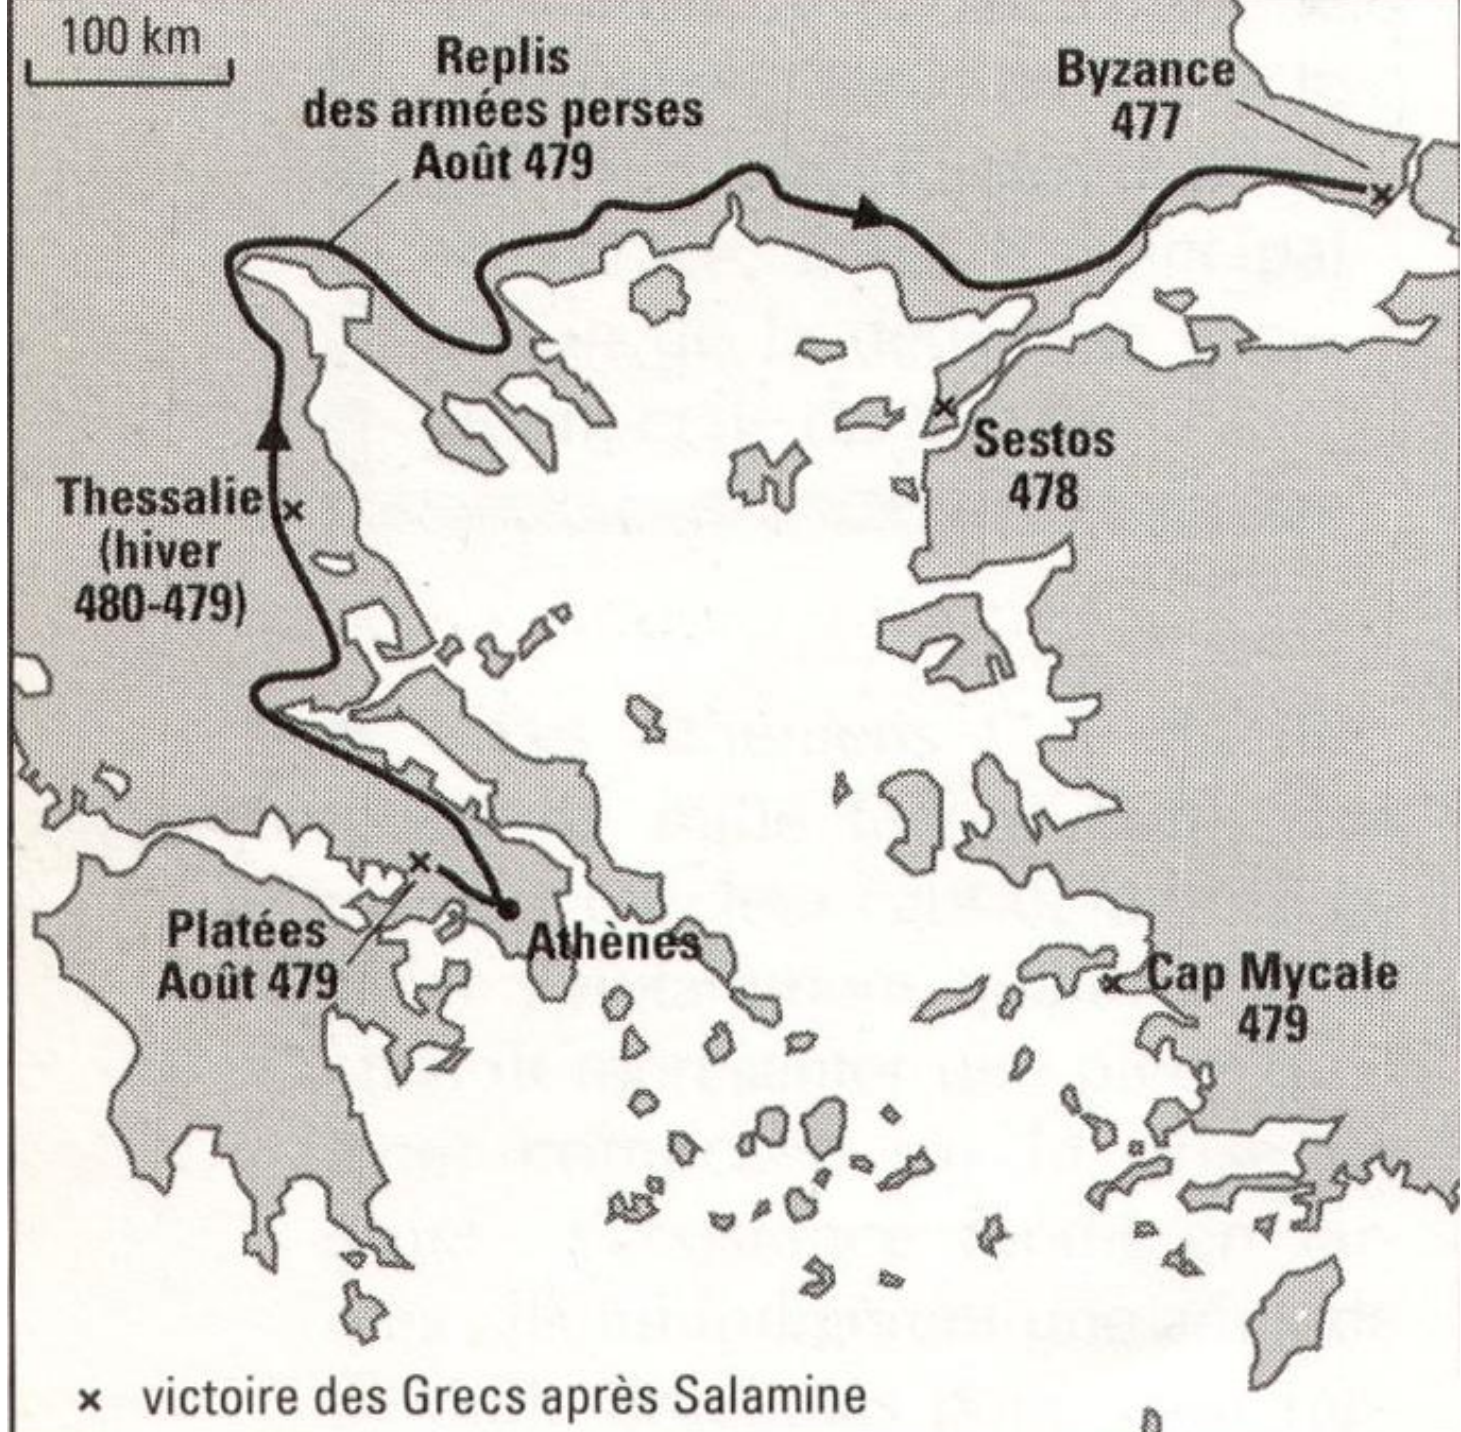 100 km
Replis
des armées perses
Août 479
Byzance
477
Sestos
478
Thessalie
(hiver
480-479)
Platées
Août 479
Athènes
Cap Mycale
479
x victoire des Grecs après Salamine